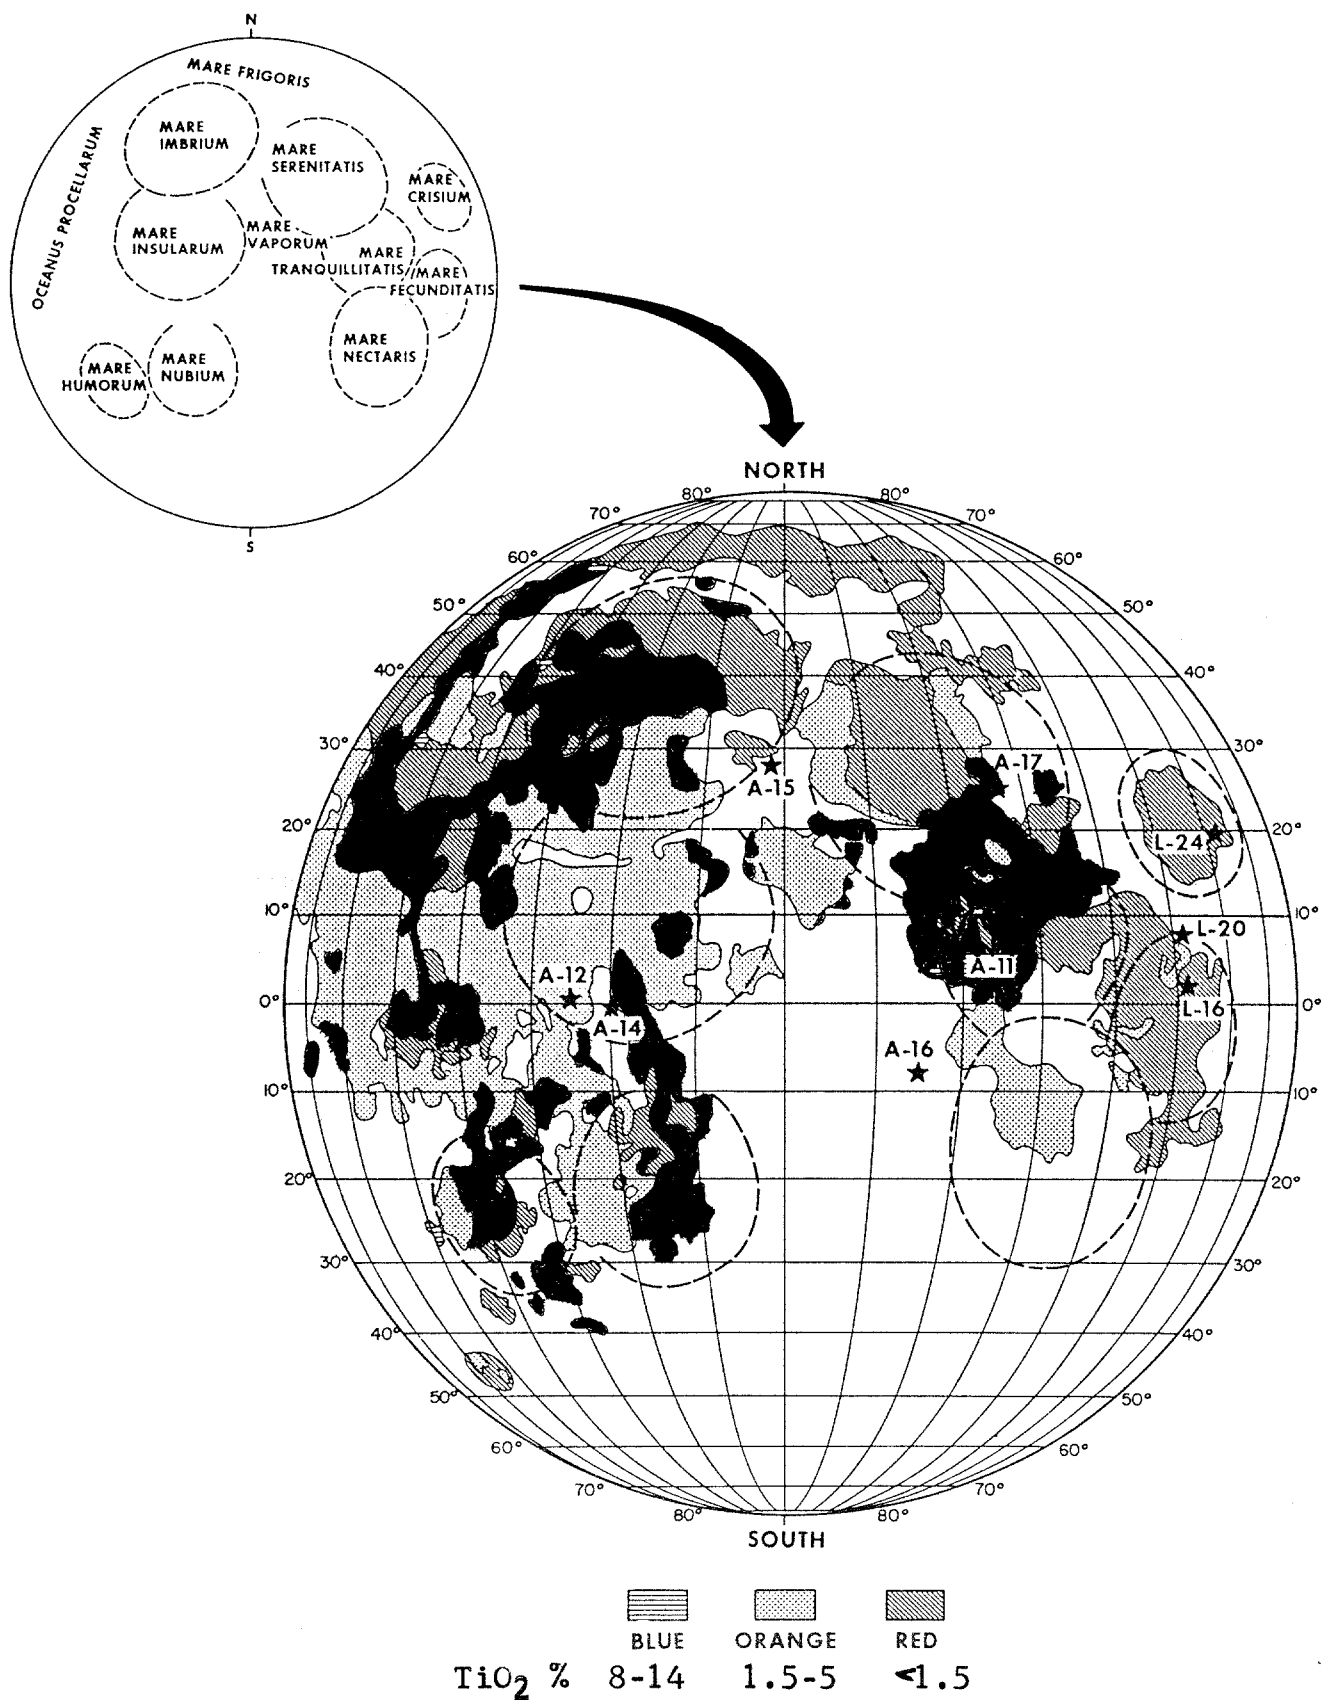 N
MARE FRIGORIS
OCEANUS PROCELLARUM
MARE
IMBRIUM
MARE
SERENITATIS
MARE
CRISIUM
MARE
INSULARUM
MARE
VAPORUM
MARE
TRANQUILLITATIS
MARE
FECUNDITATIS
MARE
HUMORUM
MARE
NUBIUM
MARE
NECTARIS
S
NORTH
80° 80°
70° 70°
60° 60°
50° 50°
40° 40°
30° 30°
A-17
A-15
20° L-24 20°
10° 10°
L-20
A-11
A-12
0° L-16 0°
A-14
A-16
10° 10°
20° 20°
30° 30°
40° 40°
50° 50°
60° 60°
70° 70°
80° 80°
SOUTH
BLUE ORANGE RED
TiO2 % 8-14 1.5-5 <1.5